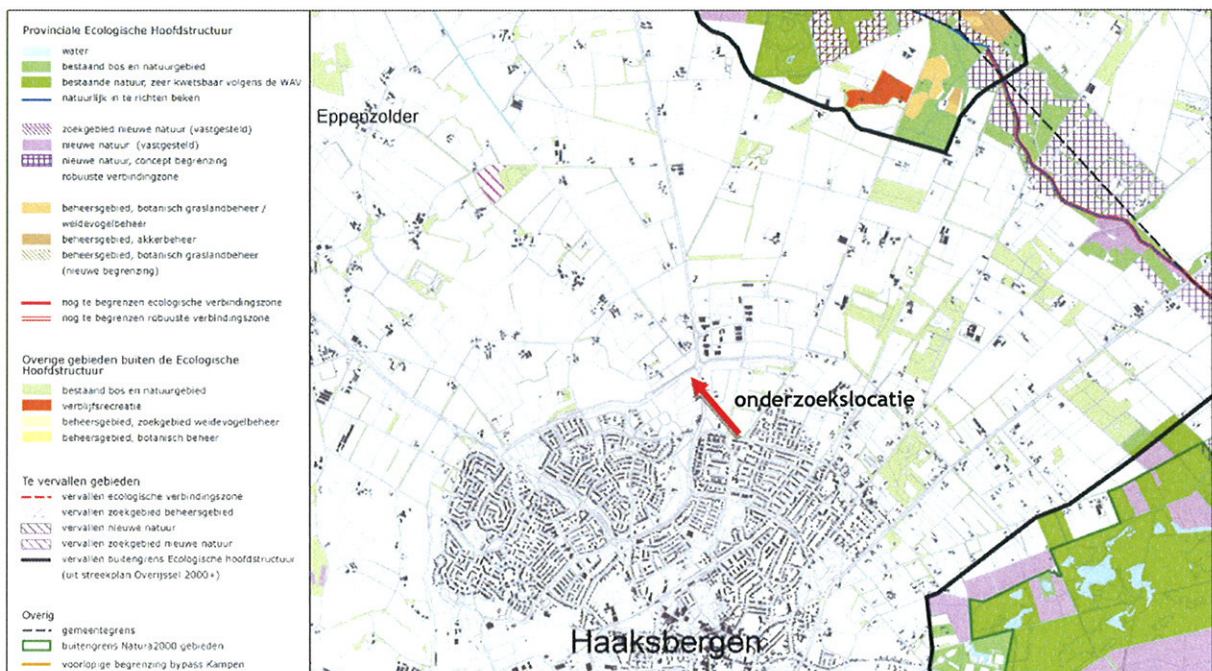 Provinciale Ecologische Hoofdstructuur
water
bestaand bos en natuurgebied
bestaande natuur, zeer kwetsbaar volgens de WAV
natuurlijk in te richten beken
zoekgebied nieuwe natuur (vastgesteld)
nieuwe natuur (vastgesteld)
nieuwe natuur, concept begrenzing
robuuste verbindingzone
beheersgebied, botanisch graslandbeheer /
weidevogelbeheer
beheersgebied, akkerbeheer
beheersgebied, botanisch graslandbeheer
(nieuwe begrenzing)
nog te begrenzen ecologische verbindingszone
nog te begrenzen robuuste verbindingszone
Overige gebieden buiten de Ecologische
Hoofdstructuur
bestaand bos en natuurgebied
verblijfsrecreatie
beheersgebied, zoekgebied weidevogelbeheer
beheersgebied, botanisch beheer
Te vervallen gebieden
vervallen ecologische verbindingszone
vervallen zoekgebied beheersgebied
vervallen nieuwe natuur
vervallen zoekgebied nieuwe natuur
vervallen buitengrens Ecologische hoofdstructuur
(uit streekplan Overijssel 2000+)
Overig
gemeentegrens
buitengrens Natura2000 gebieden
voorlopige begrenzing bypass Kampen
Eppenzolder
onderzoekslocatie
Haaksbergen